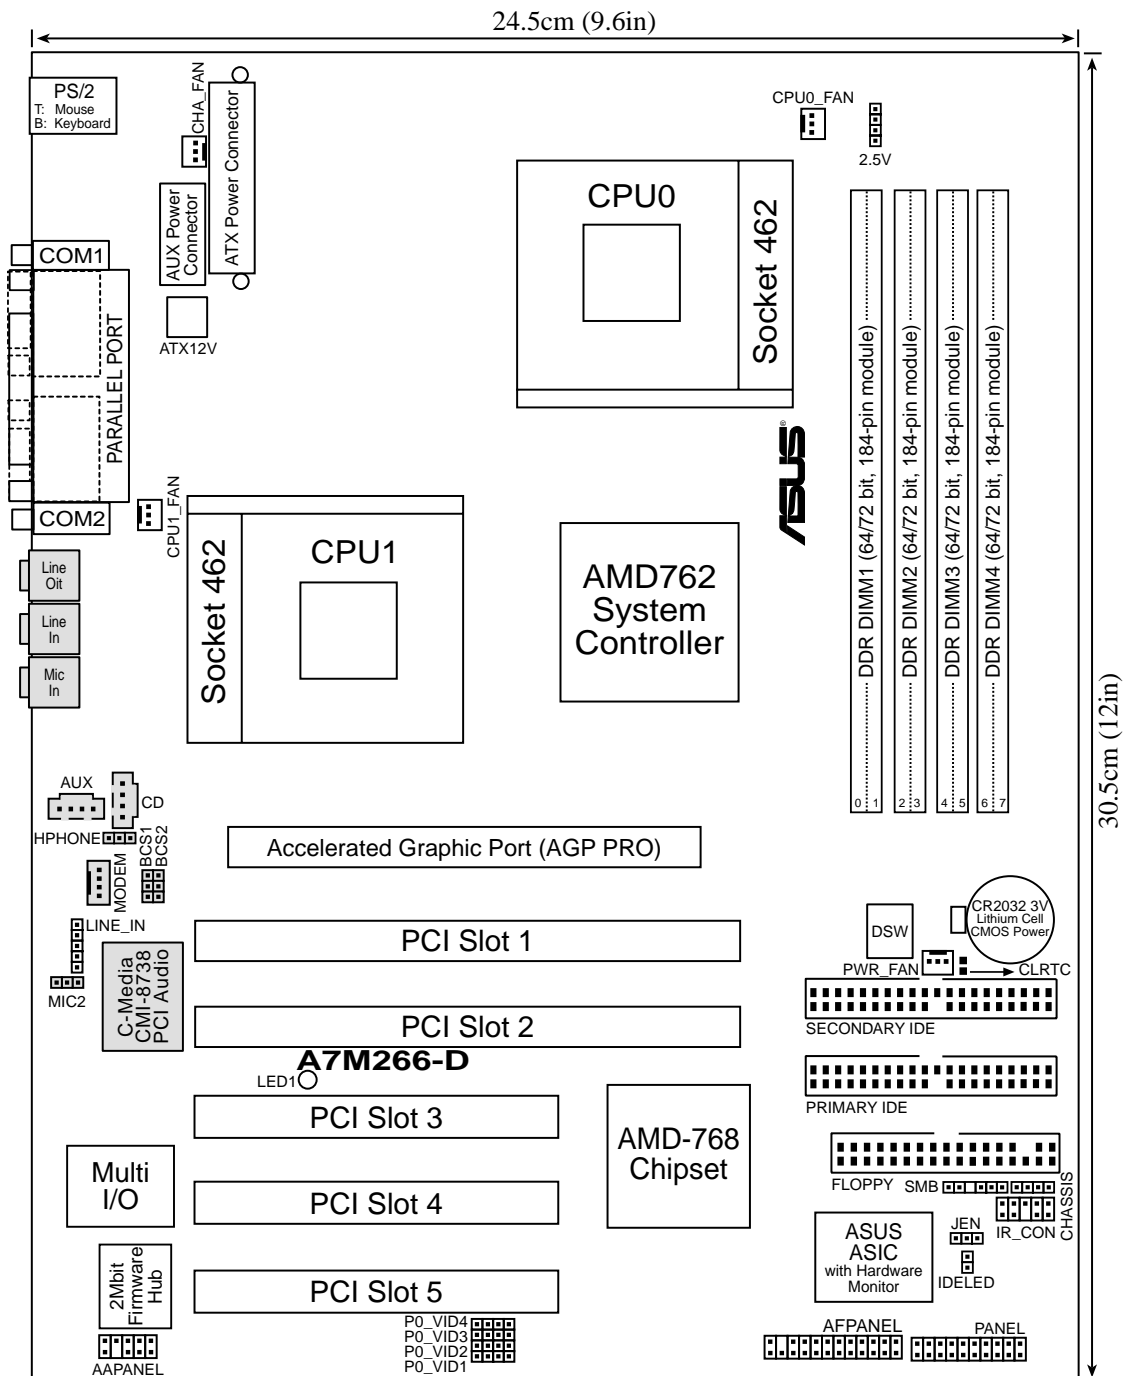 24.5cm (9.6in)
PS/2
T: Mouse
B: Keyboard
CHA_FAN
ATX Power Connector
AUX Power
Connector
ATX12V
COM1
PARALLEL PORT
COM2
CPU0_FAN
2.5V
CPU0
Socket 462
ASUS®
DDR DIMM1 (64/72 bit, 184-pin module)
DDR DIMM2 (64/72 bit, 184-pin module)
DDR DIMM3 (64/72 bit, 184-pin module)
DDR DIMM4 (64/72 bit, 184-pin module)
0 1
2 3
4 5
6 7
30.5cm (12in)
CPU1_FAN
CPU1
Socket 462
AMD762
System
Controller
Line
Oit
Line
In
Mic
In
AUX
CD
HPHONE
BCS1
BCS2
MODEM
Accelerated Graphic Port (AGP PRO)
LINE_IN
MIC2
C-Media
CMI-8738
PCI Audio
PCI Slot 1
PCI Slot 2
A7M266-D
LED1
PCI Slot 3
PCI Slot 4
PCI Slot 5
DSW
CR2032 3V
Lithium Cell
CMOS Power
PWR_FAN
CLRTC
SECONDARY IDE
PRIMARY IDE
FLOPPY
SMB
CHASSIS
IR_CON
JEN
IDELED
AMD-768
Chipset
Multi
I/O
2Mbit
Firmware
Hub
AAPANEL
P0_VID4
P0_VID3
P0_VID2
P0_VID1
ASUS
ASIC
with Hardware
Monitor
AFPANEL
PANEL